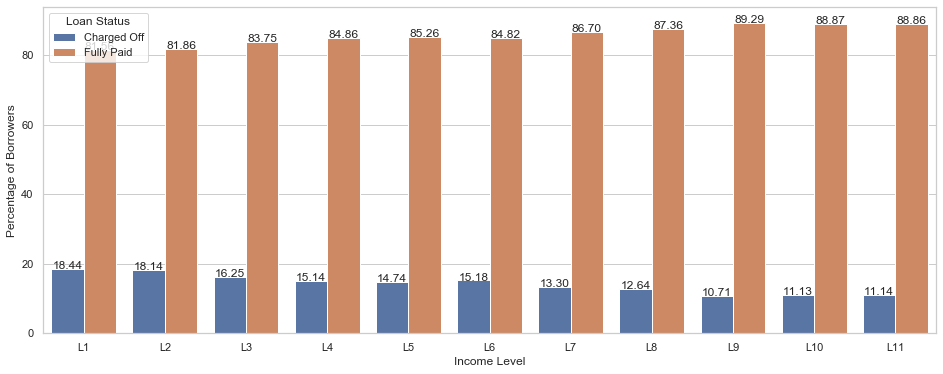 Loan Status
Charged Off
Fully Paid
81.56
81.86
83.75
84.86
85.26
84.82
86.70
87.36
89.29
88.87
88.86
80
60
40
20
0
Percentage of Borrowers
18.44
18.14
16.25
15.14
14.74
15.18
13.30
12.64
10.71
11.13
11.14
L1
L2
L3
L4
L5
L6
L7
L8
L9
L10
L11
Income Level